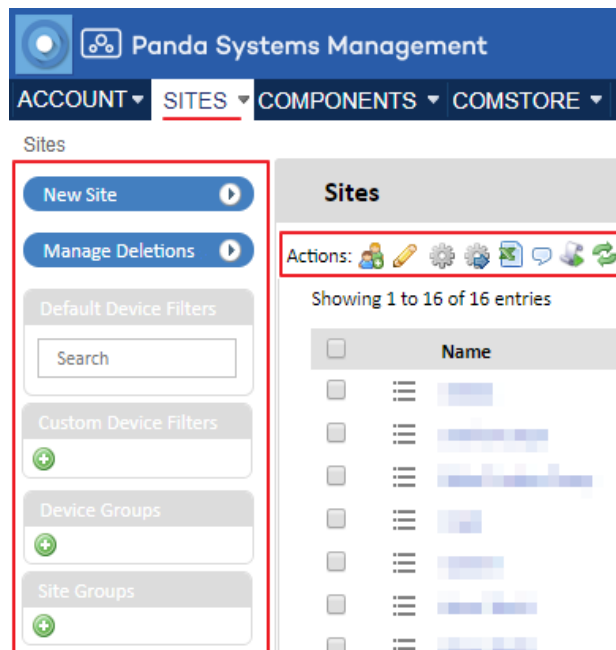 Panda Systems Management
ACCOUNT SITES COMPONENTS COMSTORE
Sites
New Site
Manage Deletions
Default Device Filters
Search
Custom Device Filters
Device Groups
Site Groups
Sites
Actions:
Showing 1 to 16 of 16 entries
Name